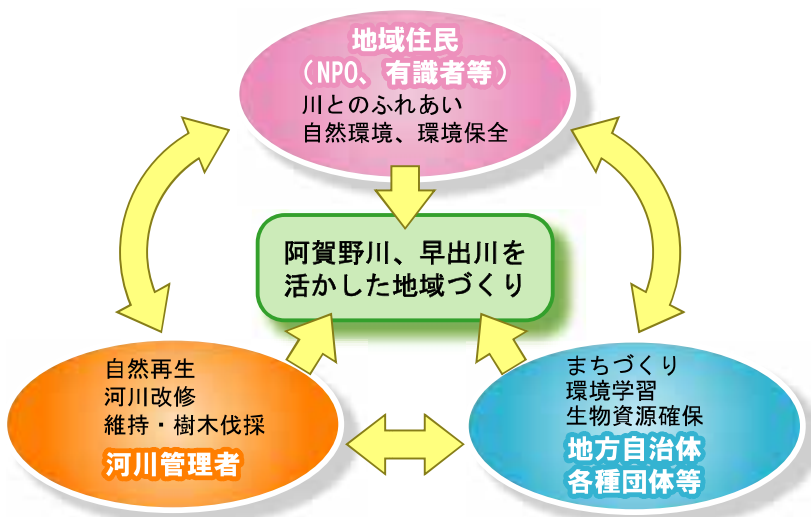 地域住民
（NPO、有識者等）
川とのふれあい
自然環境、環境保全
阿賀野川、早出川を
活かした地域づくり
自然再生
河川改修
維持・樹木伐採
河川管理者
まちづくり
環境学習
生物資源確保
地方自治体
各種団体等